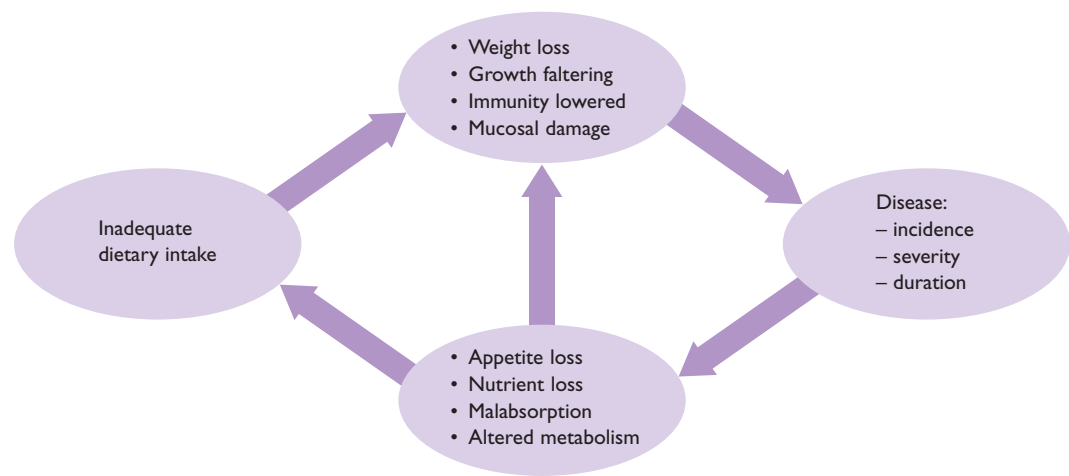 • Weight loss
• Growth faltering
• Immunity lowered
• Mucosal damage
Inadequate
dietary intake
Disease:
– incidence
– severity
– duration
• Appetite loss
• Nutrient loss
• Malabsorption
• Altered metabolism